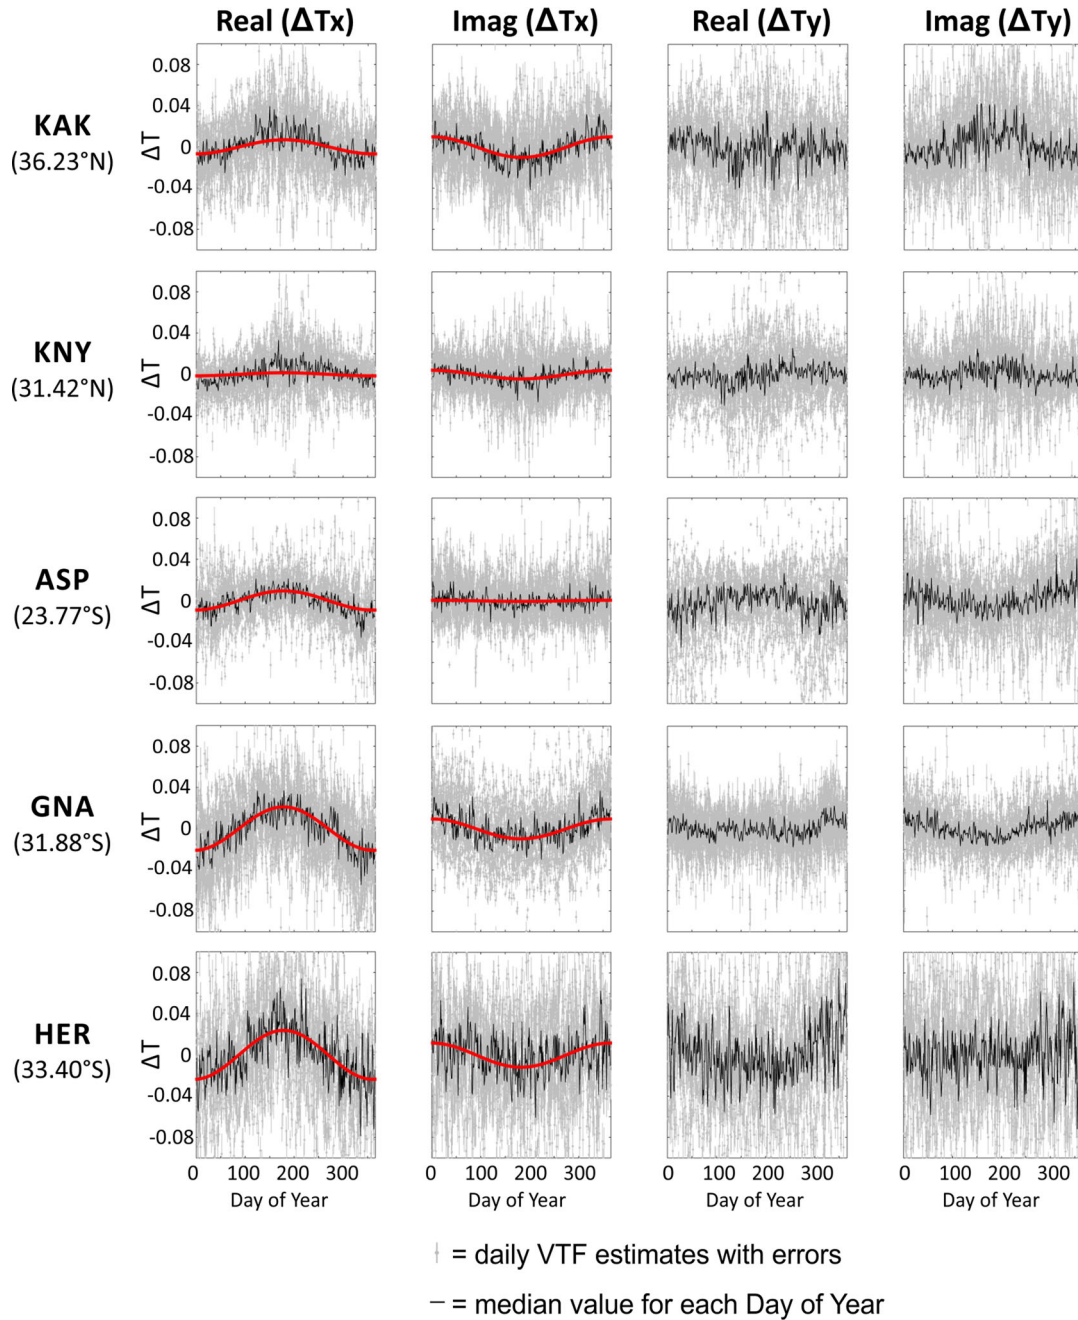 Real (ΔTx) Imag (ΔTx) Real (ΔTy) Imag (ΔTy)
KAK
(36.23°N)
ΔT
0.08
0.04
0
-0.04
-0.08
KNY
(31.42°N)
ΔT
0.08
0.04
0
-0.04
-0.08
ASP
(23.77°S)
ΔT
0.08
0.04
0
-0.04
-0.08
GNA
(31.88°S)
ΔT
0.08
0.04
0
-0.04
-0.08
HER
(33.40°S)
ΔT
0.08
0.04
0
-0.04
-0.08
0 100 200 300 0 100 200 300 0 100 200 300 0 100 200 300
Day of Year Day of Year Day of Year Day of Year
= daily VTF estimates with errors
= median value for each Day of Year